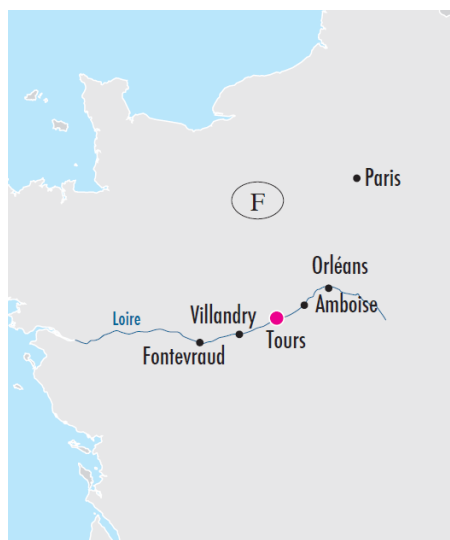 Paris
F
Orléans
Amboise
Loire
Villandry
Tours
Fontevraud